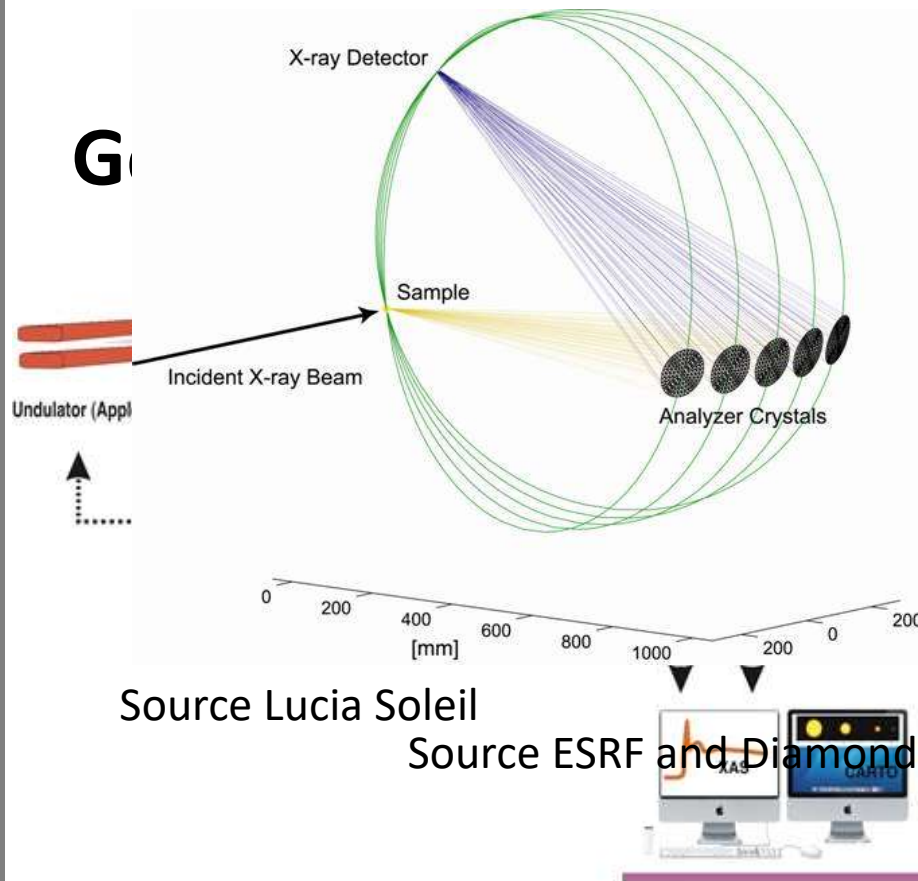 X-ray Detector
Sample
Incident X-ray Beam
Undulator
Analyzer Crystals
0 200 400 600 800 1000 200 0 200
[mm]
Source Lucia Soleil
Source ESRF and Diamond
XAS
CARTO